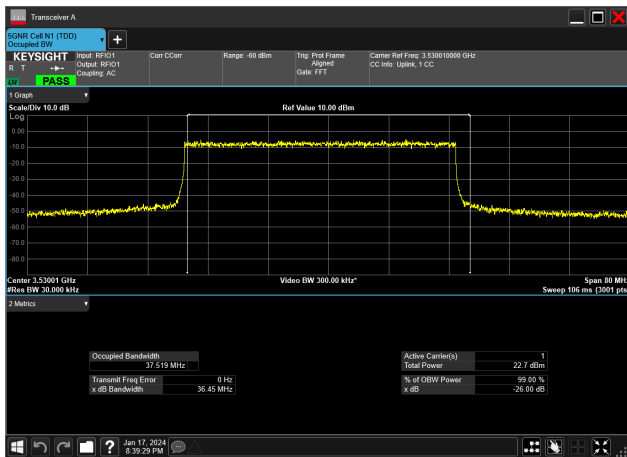 Transceiver A
5GNR Cell N1 (TDD)
Occupied BW
KEYSIGHT
R T
LXI
PASS
Input: RFIO1
Output: RFIO1
Coupling: AC
Corr CCorr
Range: -60 dBm
Trig: Prot Frame
Aligned
Gate: FFT
Carrier Ref Freq: 3.530010000 GHz
CC Info: Uplink, 1 CC
1 Graph
Scale/Div 10.0 dB
Ref Value 10.00 dBm
Log
0.00
-10.0
-20.0
-30.0
-40.0
-50.0
-60.0
-70.0
-80.0
Center 3.53001 GHz
Video BW 300.00 kHz*
Span 80 MHz
#Res BW 30.000 kHz
Sweep 106 ms (3001 pts
2 Metrics
Occupied Bandwidth
37.519 MHz
Transmit Freq Error 0 Hz
x dB Bandwidth 36.45 MHz
Active Carrier(s) 1
Total Power 22.7 dBm
% of OBW Power 99.00 %
x dB -26.00 dB
?
Jan 17, 2024
8:39:29 PM